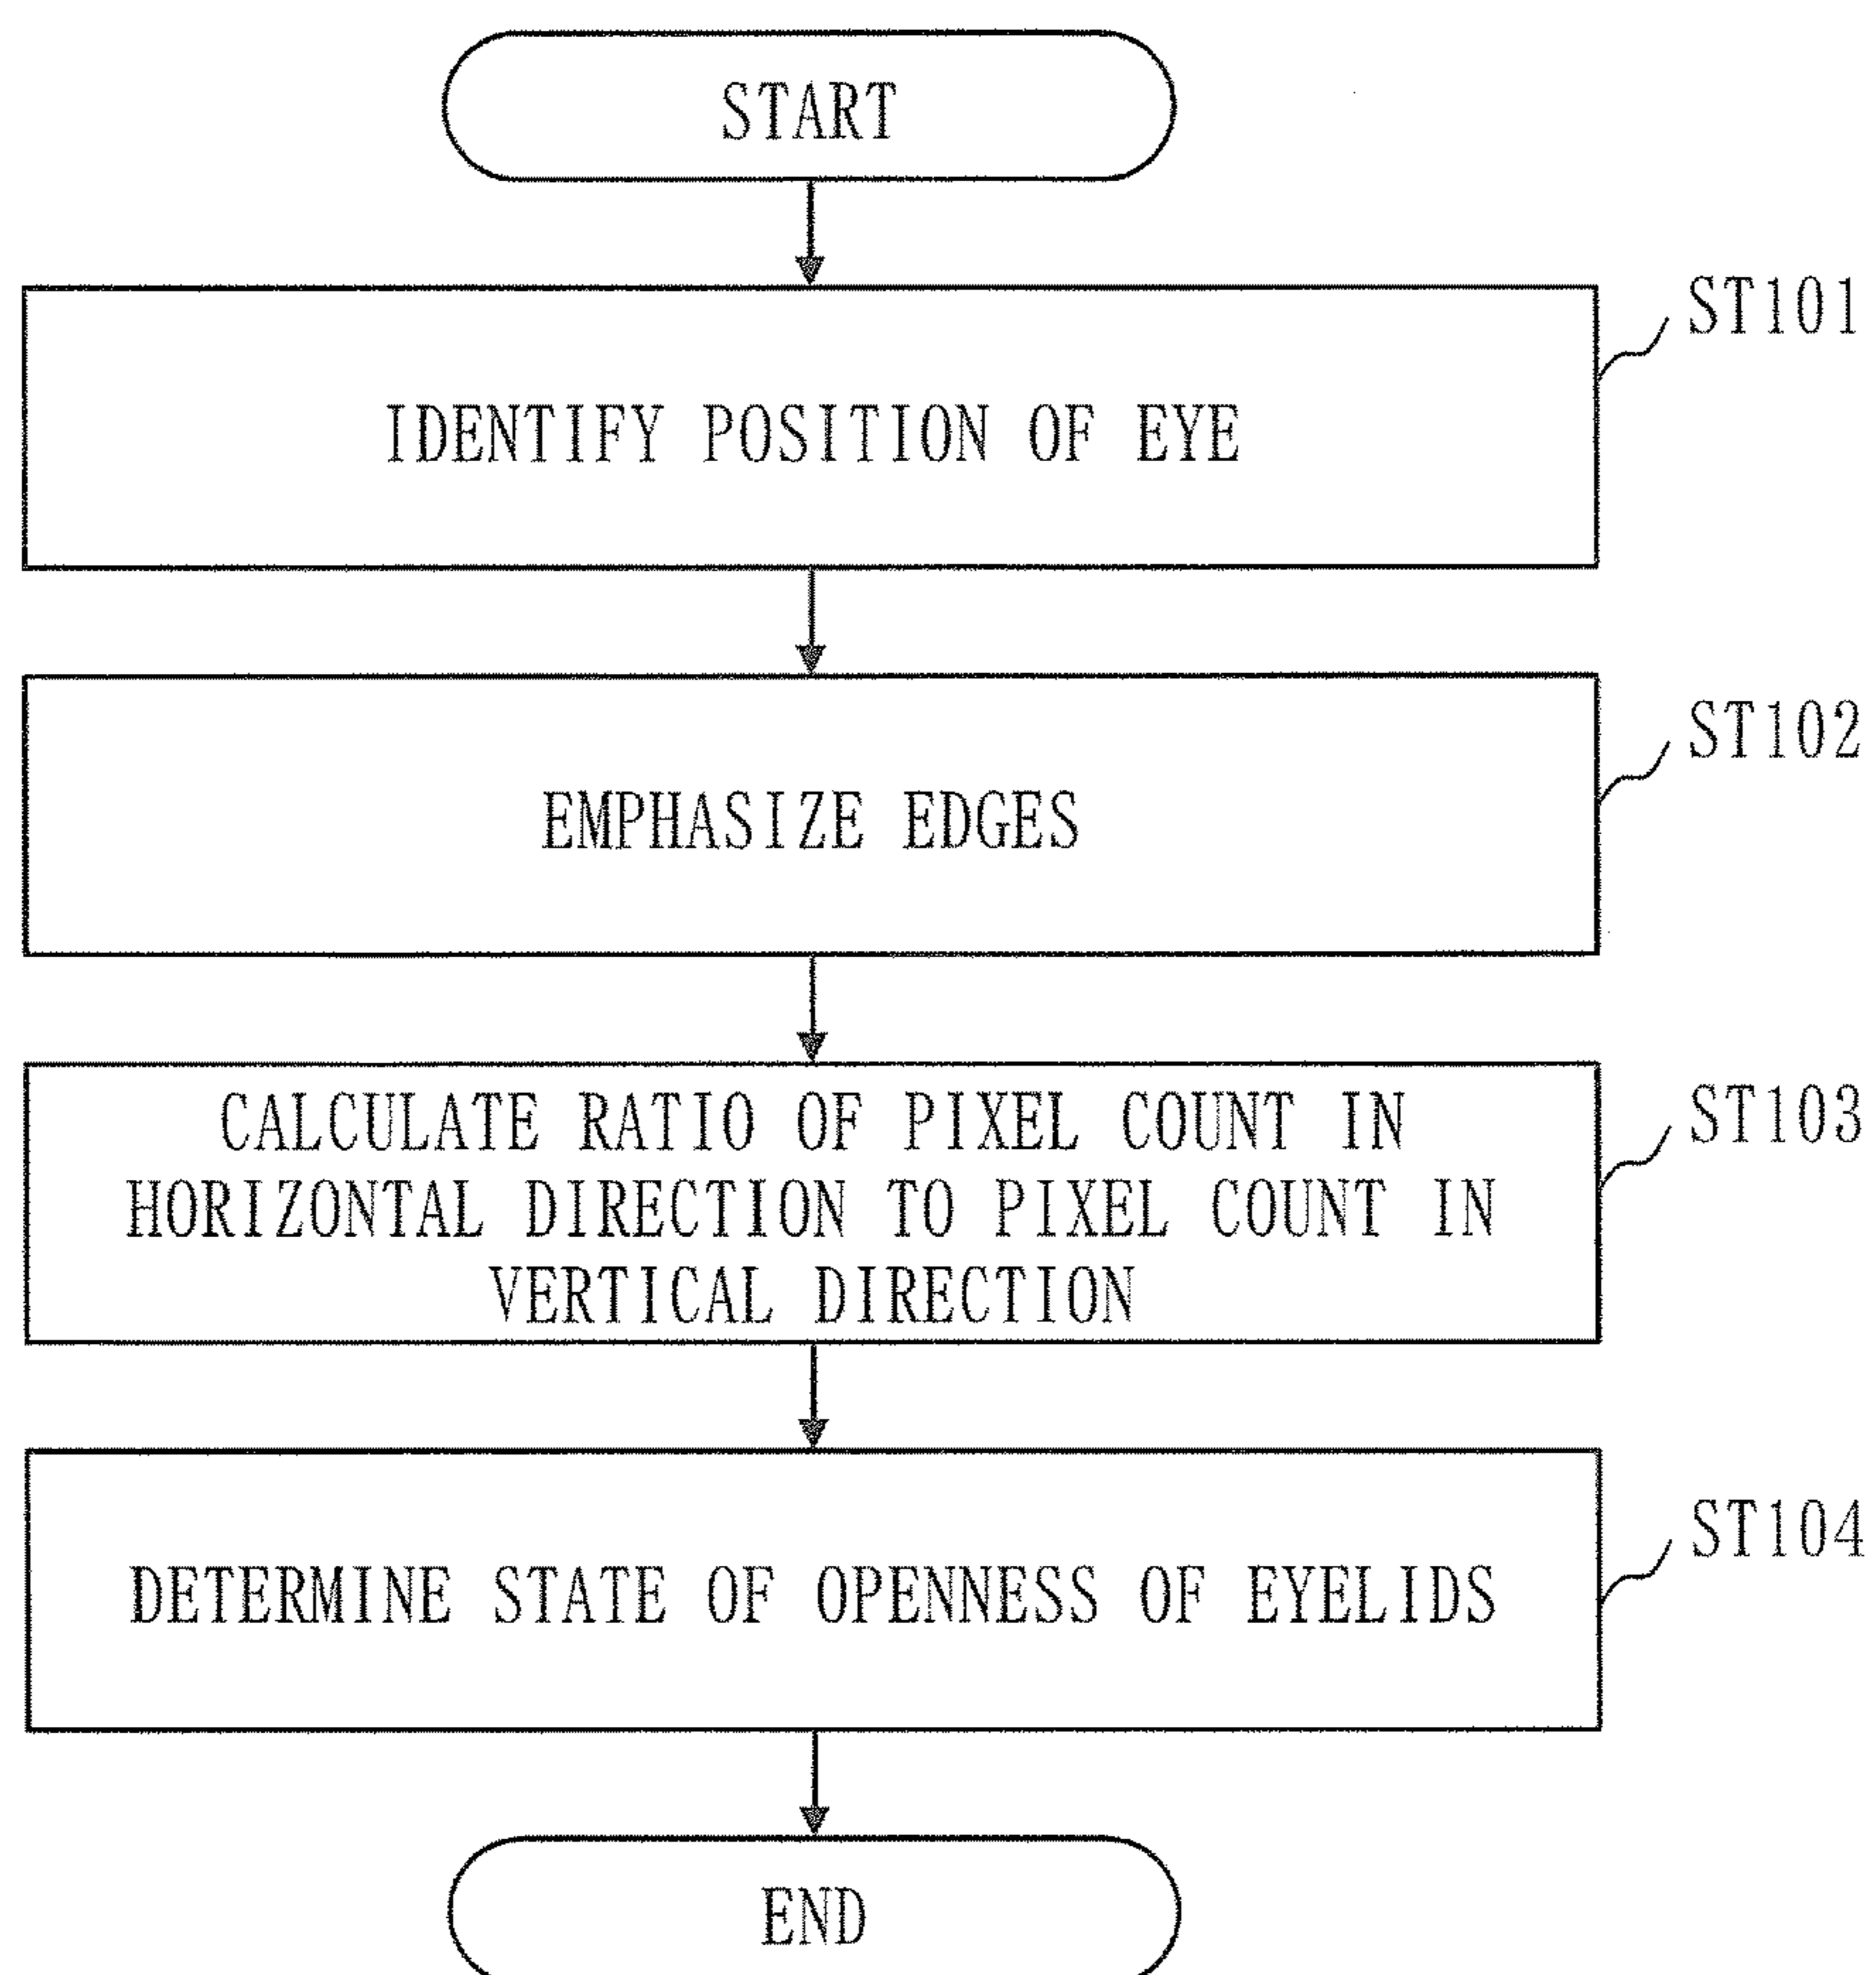 START
ST101
IDENTIFY POSITION OF EYE
ST102
EMPHASIZE EDGES
ST103
CALCULATE RATIO OF PIXEL COUNT IN
HORIZONTAL DIRECTION TO PIXEL COUNT IN
VERTICAL DIRECTION
ST104
DETERMINE STATE OF OPENNESS OF EYELIDS
END